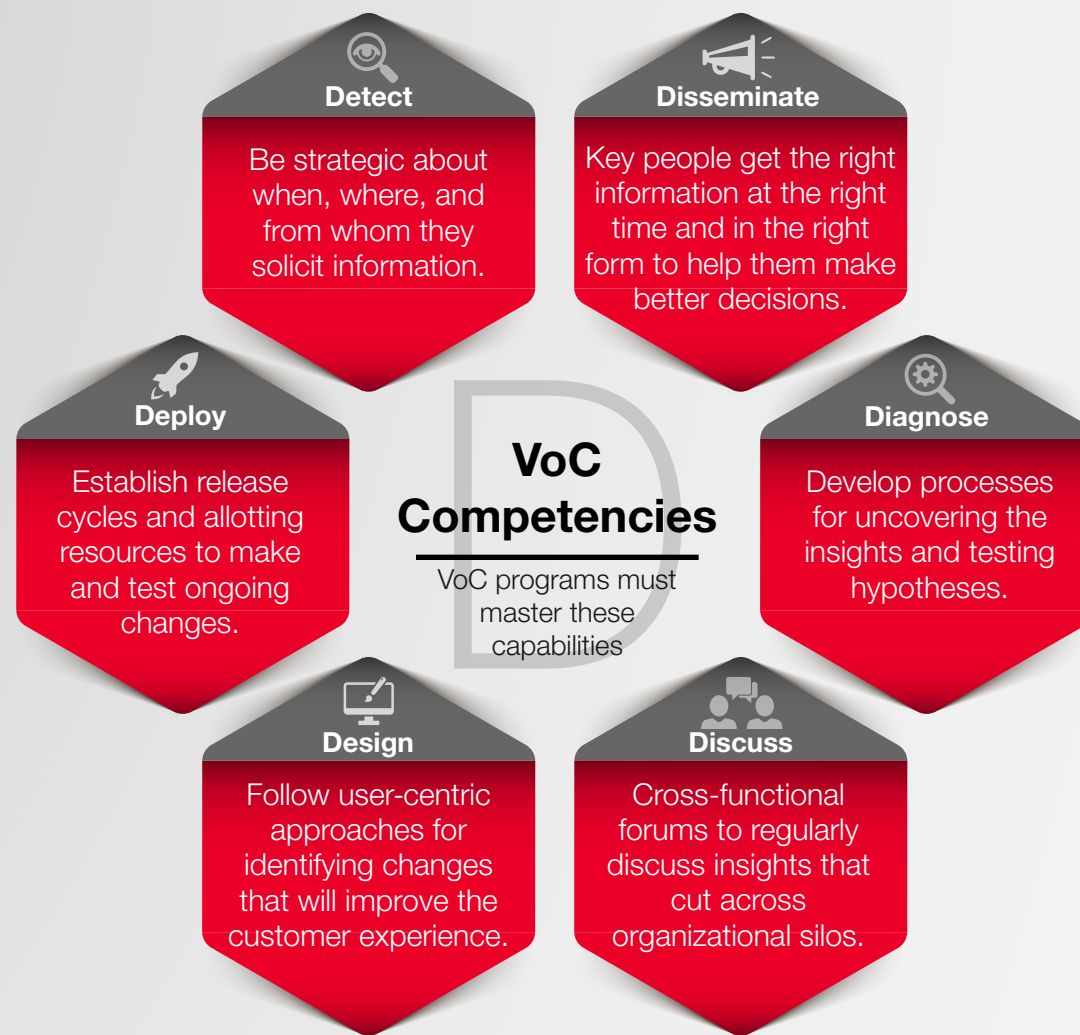 Detect
Be strategic about
when, where, and
from whom they
solicit information.
Disseminate
Key people get the right
information at the right
time and in the right
form to help them make
better decisions.
Deploy
Establish release
cycles and allotting
resources to make
and test ongoing
changes.
D
VoC
Competencies
VoC programs must
master these
capabilities
Diagnose
Develop processes
for uncovering the
insights and testing
hypotheses.
Design
Follow user-centric
approaches for
identifying changes
that will improve the
customer experience.
Discuss
Cross-functional
forums to regularly
discuss insights that
cut across
organizational silos.